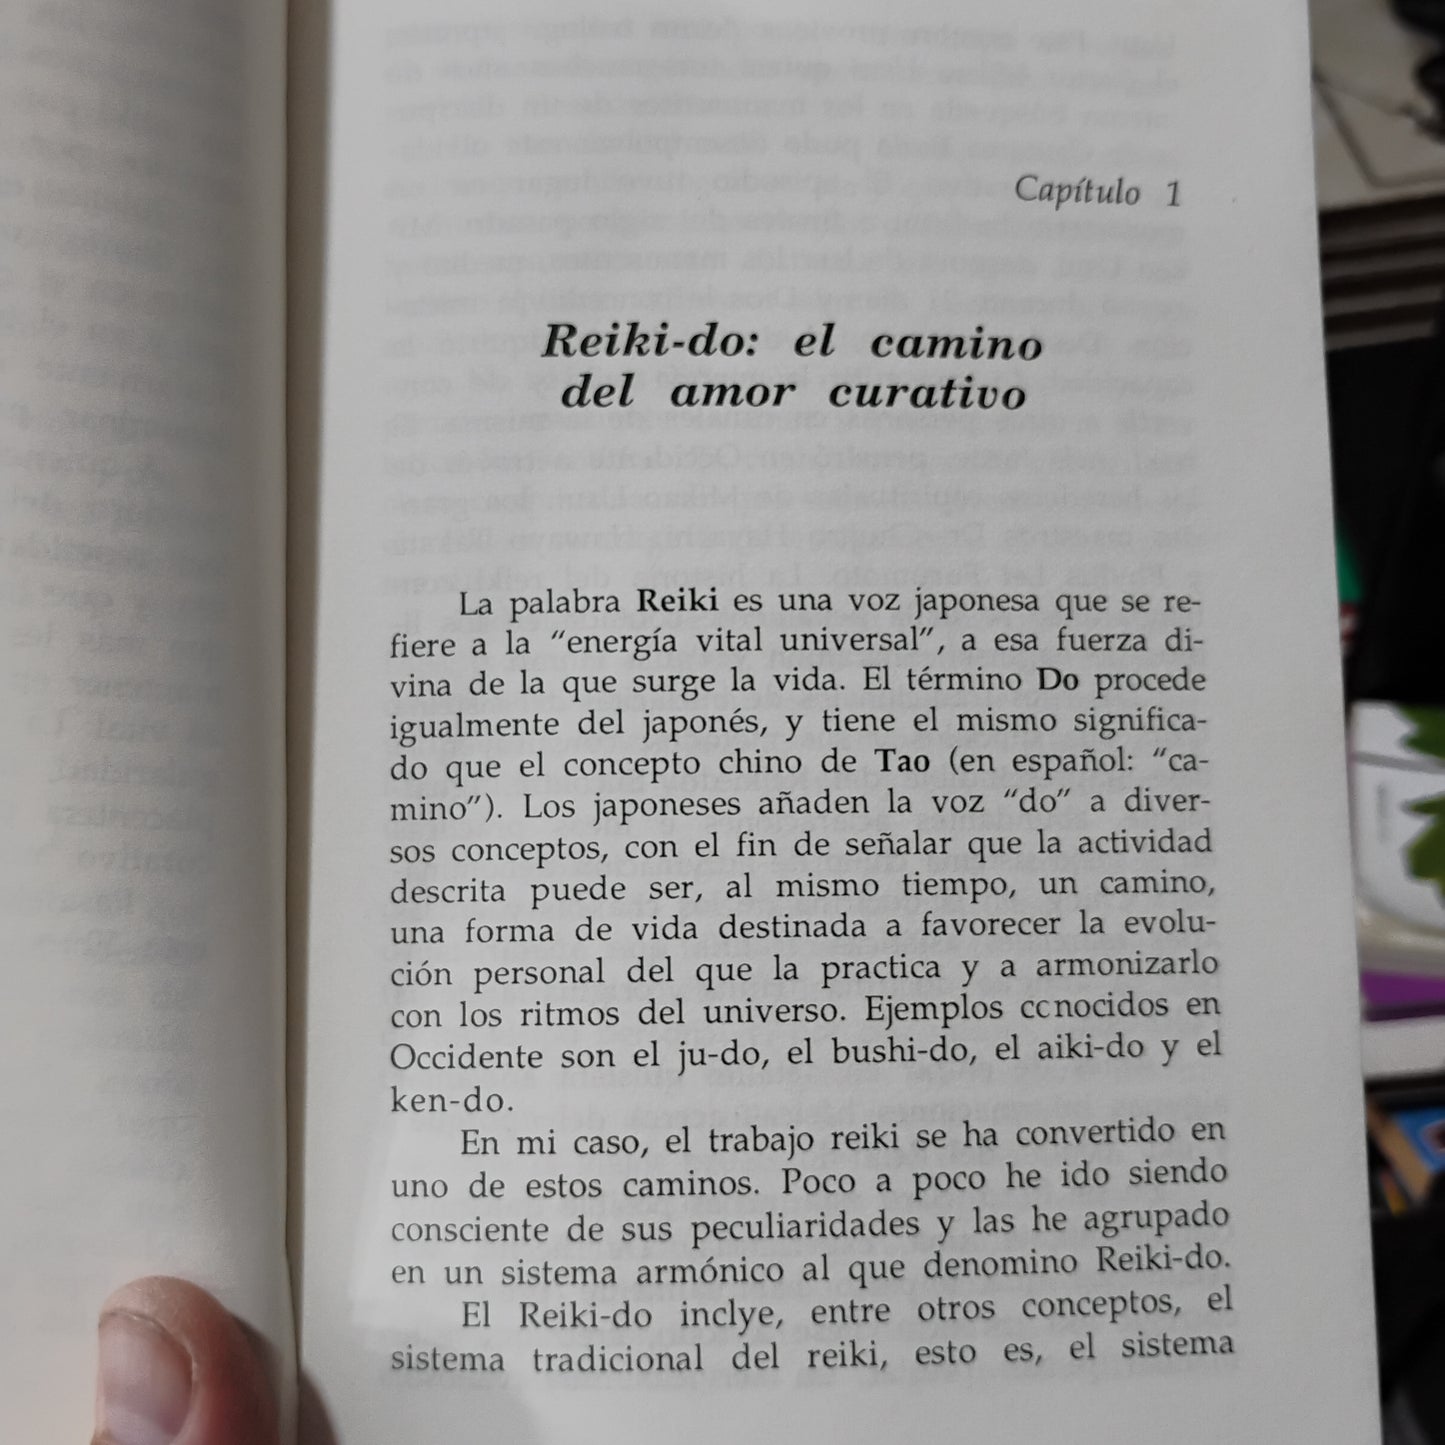 Capítulo 1
Reiki-do: el camino
del amor curativo
La palabra Reiki es una voz japonesa que se re-
fiere a la “energía vital universal”, a esa fuerza di-
vina de la que surge la vida. El término Do procede
igualmente del japonés, y tiene el mismo significa-
do que el concepto chino de Tao (en español: “ca-
mino”). Los japoneses añaden la voz “do” a diver-
sos conceptos, con el fin de señalar que la actividad
descrita puede ser, al mismo tiempo, un camino,
una forma de vida destinada a favorecer la evolu-
ción personal del que la practica y a armonizarlo
con los ritmos del universo. Ejemplos ccnocidos en
Occidente son el ju-do, el bushi-do, el aiki-do y el
ken-do.
En mi caso, el trabajo reiki se ha convertido en
uno de estos caminos. Poco a poco he ido siendo
consciente de sus peculiaridades y las he agrupado
en un sistema armónico al que denomino Reiki-do.
El Reiki-do inclye, entre otros conceptos, el
sistema tradicional del reiki, esto es, el sistema